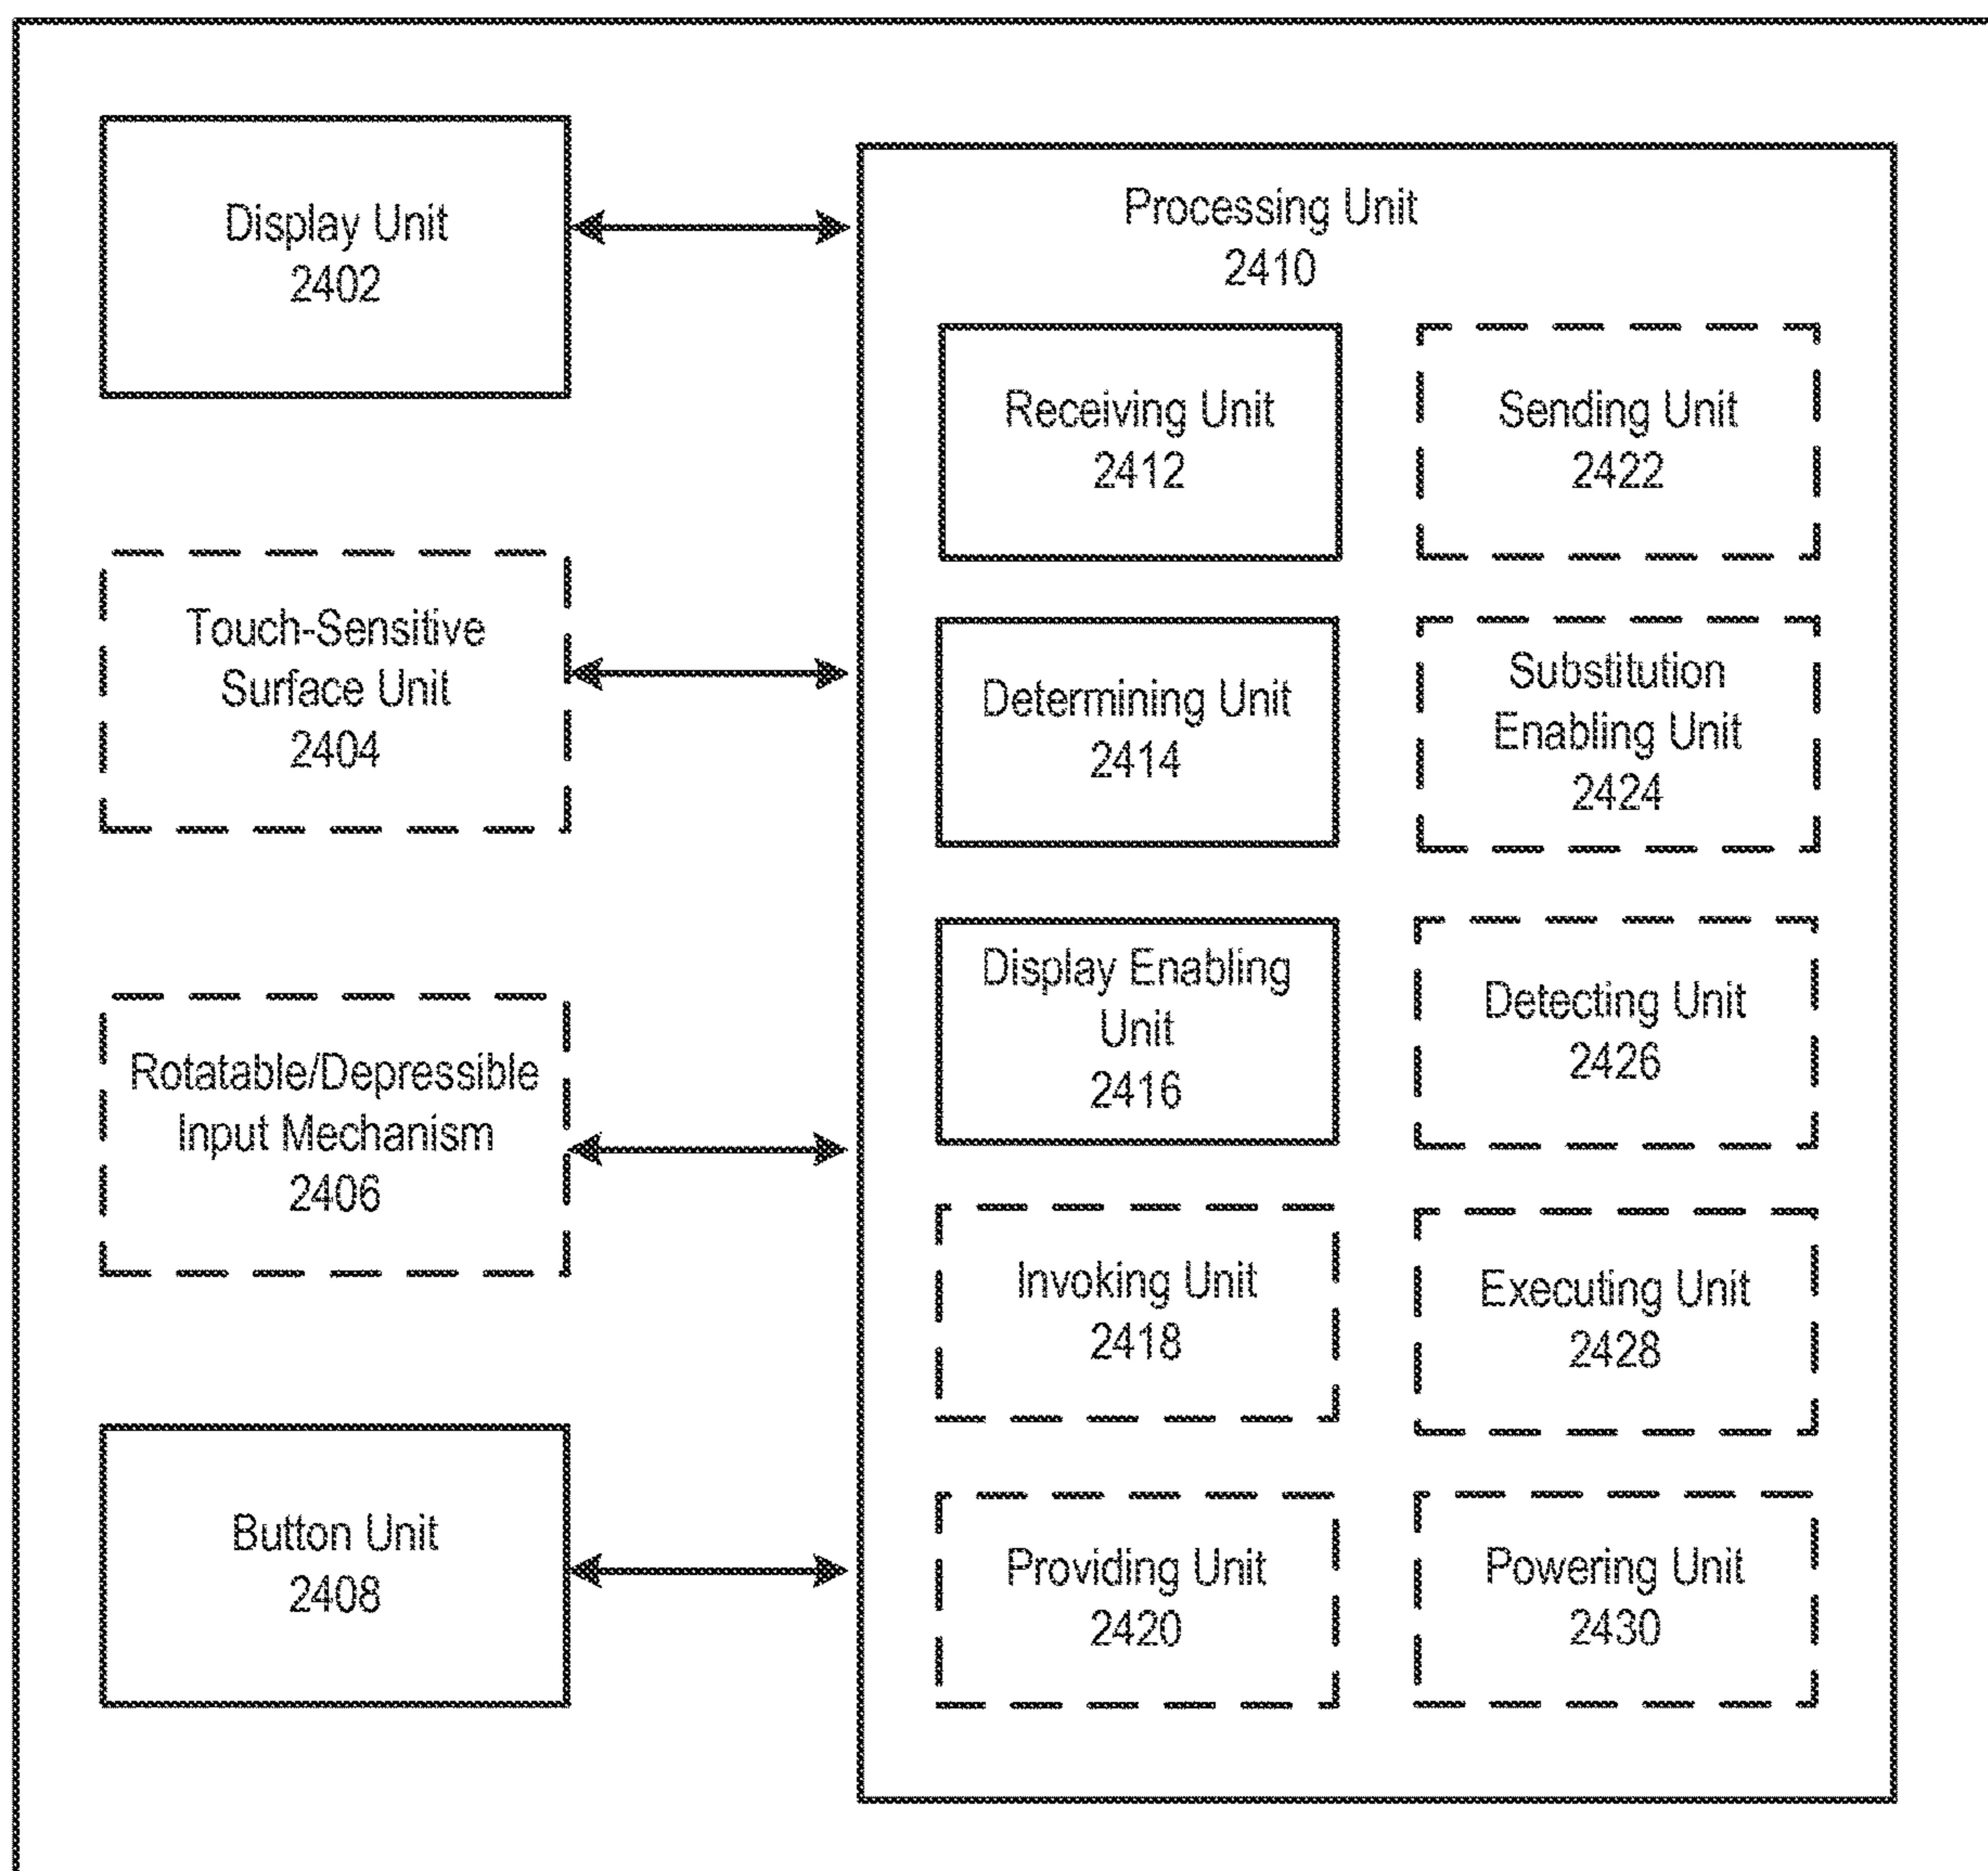 Display Unit
2402
Touch-Sensitive
Surface Unit
2404
Rotatable/Depressible
Input Mechanism
2406
Button Unit
2408
Processing Unit
2410
Receiving Unit
2412
Sending Unit
2422
Determining Unit
2414
Substitution
Enabling Unit
2424
Display Enabling
Unit
2416
Detecting Unit
2426
Invoking Unit
2418
Executing Unit
2428
Providing Unit
2420
Powering Unit
2430